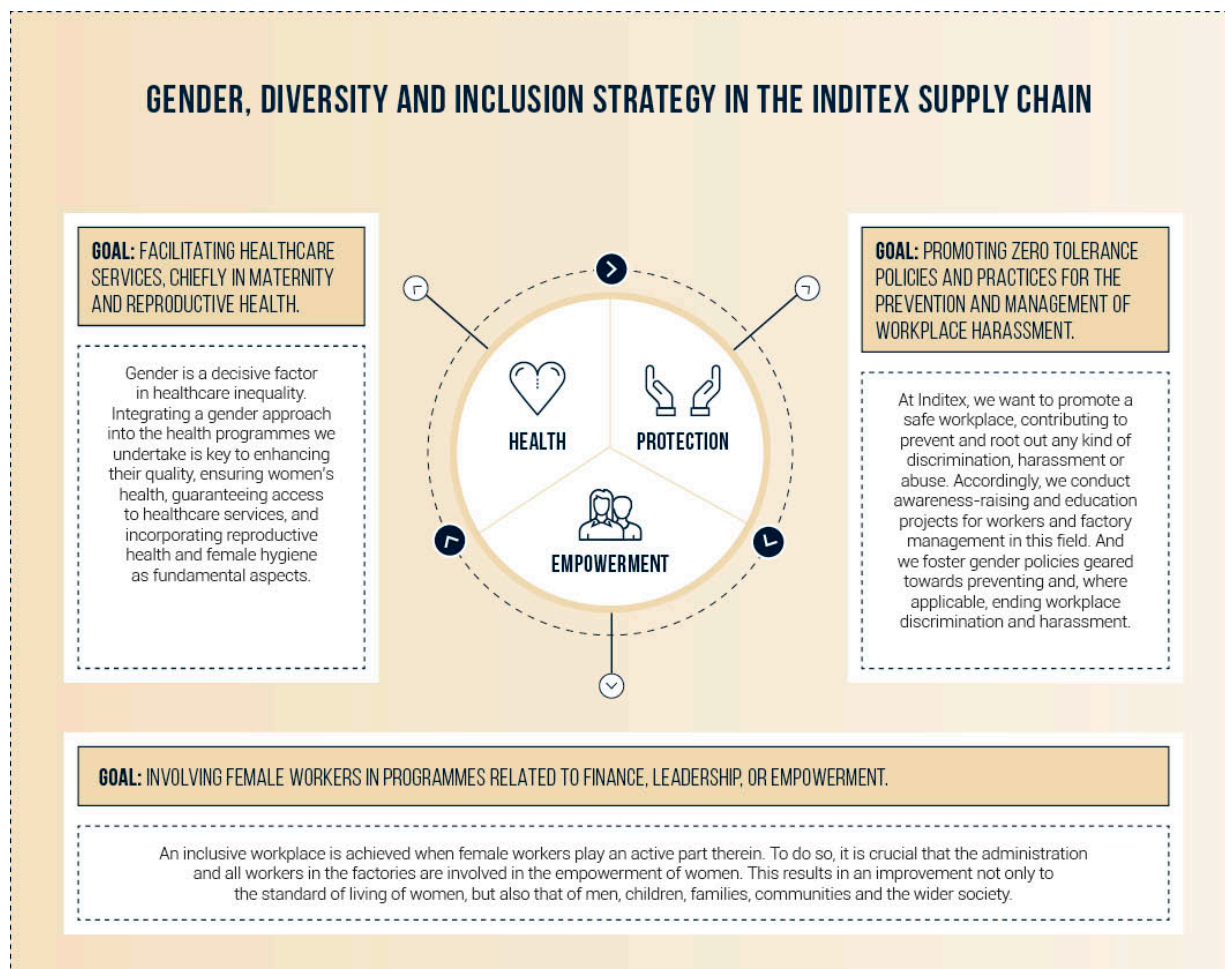 GENDER, DIVERSITY AND INCLUSION STRATEGY IN THE INDITEX SUPPLY CHAIN
GOAL: FACILITATING HEALTHCARE
SERVICES, CHIEFLY IN MATERNITY
AND REPRODUCTIVE HEALTH.
Gender is a decisive factor
in healthcare inequality.
Integrating a gender approach
into the health programmes we
undertake is key to enhancing
their quality, ensuring women's
health, guaranteeing access
to healthcare services, and
incorporating reproductive
health and female hygiene
as fundamental aspects.
HEALTH
PROTECTION
EMPOWERMENT
GOAL: PROMOTING ZERO TOLERANCE
POLICIES AND PRACTICES FOR THE
PREVENTION AND MANAGEMENT OF
WORKPLACE HARASSMENT.
At Inditex, we want to promote a
safe workplace, contributing to
prevent and root out any kind of
discrimination, harassment or
abuse. Accordingly, we conduct
awareness-raising and education
projects for workers and factory
management in this field. And
we foster gender policies geared
towards preventing and, where
applicable, ending workplace
discrimination and harassment.
GOAL: INVOLVING FEMALE WORKERS IN PROGRAMMES RELATED TO FINANCE, LEADERSHIP, OR EMPOWERMENT.
An inclusive workplace is achieved when female workers play an active part therein. To do so, it is crucial that the administration
and all workers in the factories are involved in the empowerment of women. This results in an improvement not only to
the standard of living of women, but also that of men, children, families, communities and the wider society.